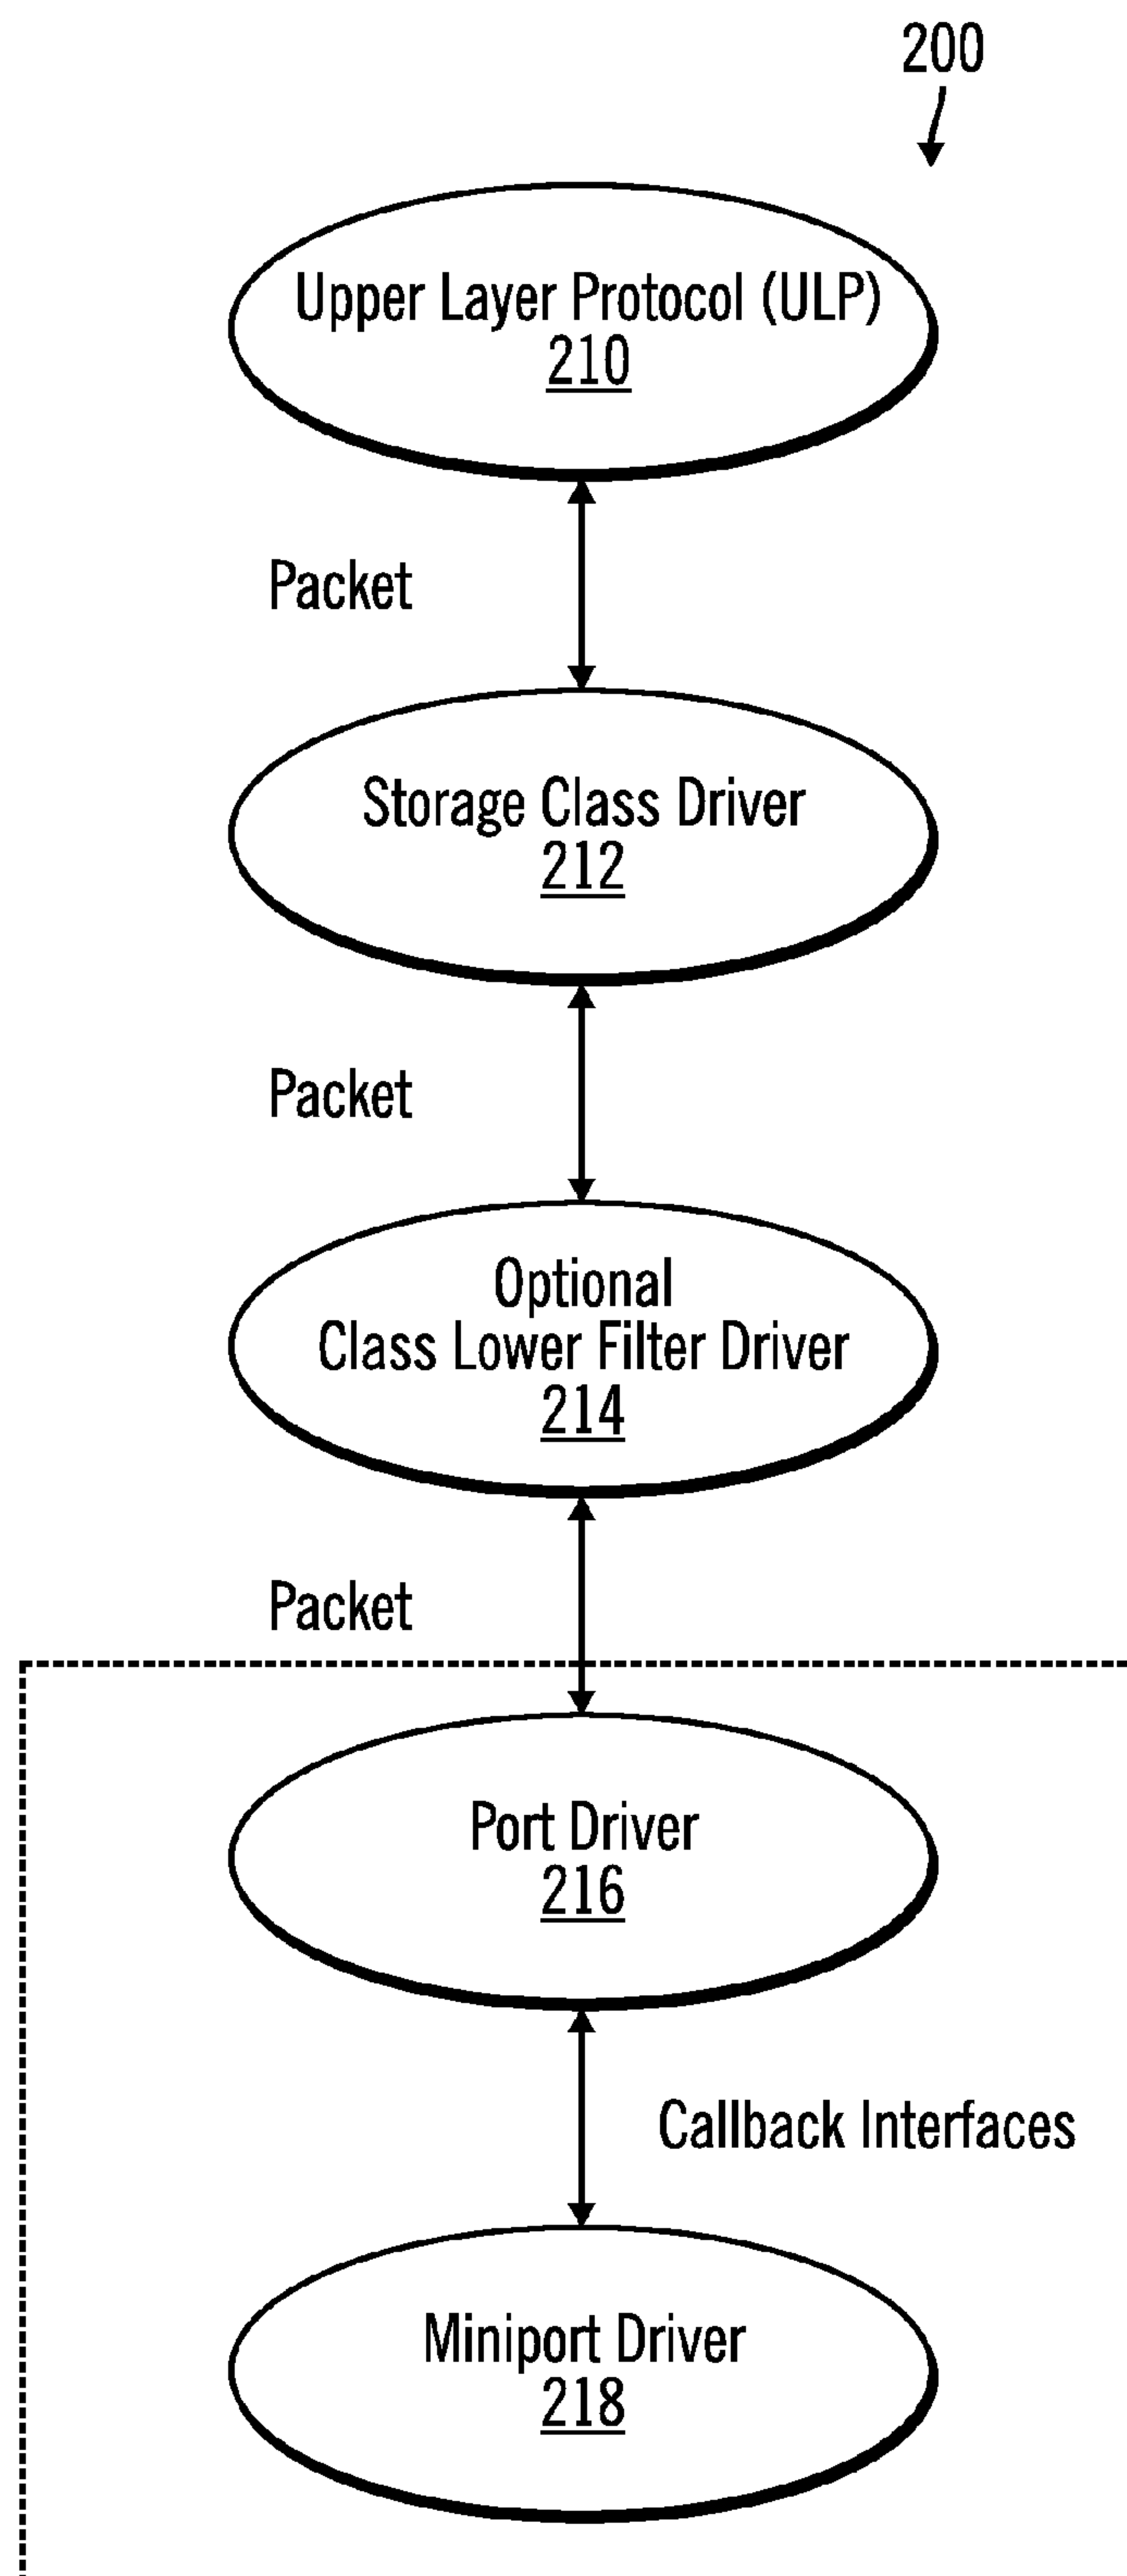 200
Upper Layer Protocol (ULP)
210
Packet
Storage Class Driver
212
Packet
Optional
Class Lower Filter Driver
214
Packet
Port Driver
216
Callback Interfaces
Miniport Driver
218